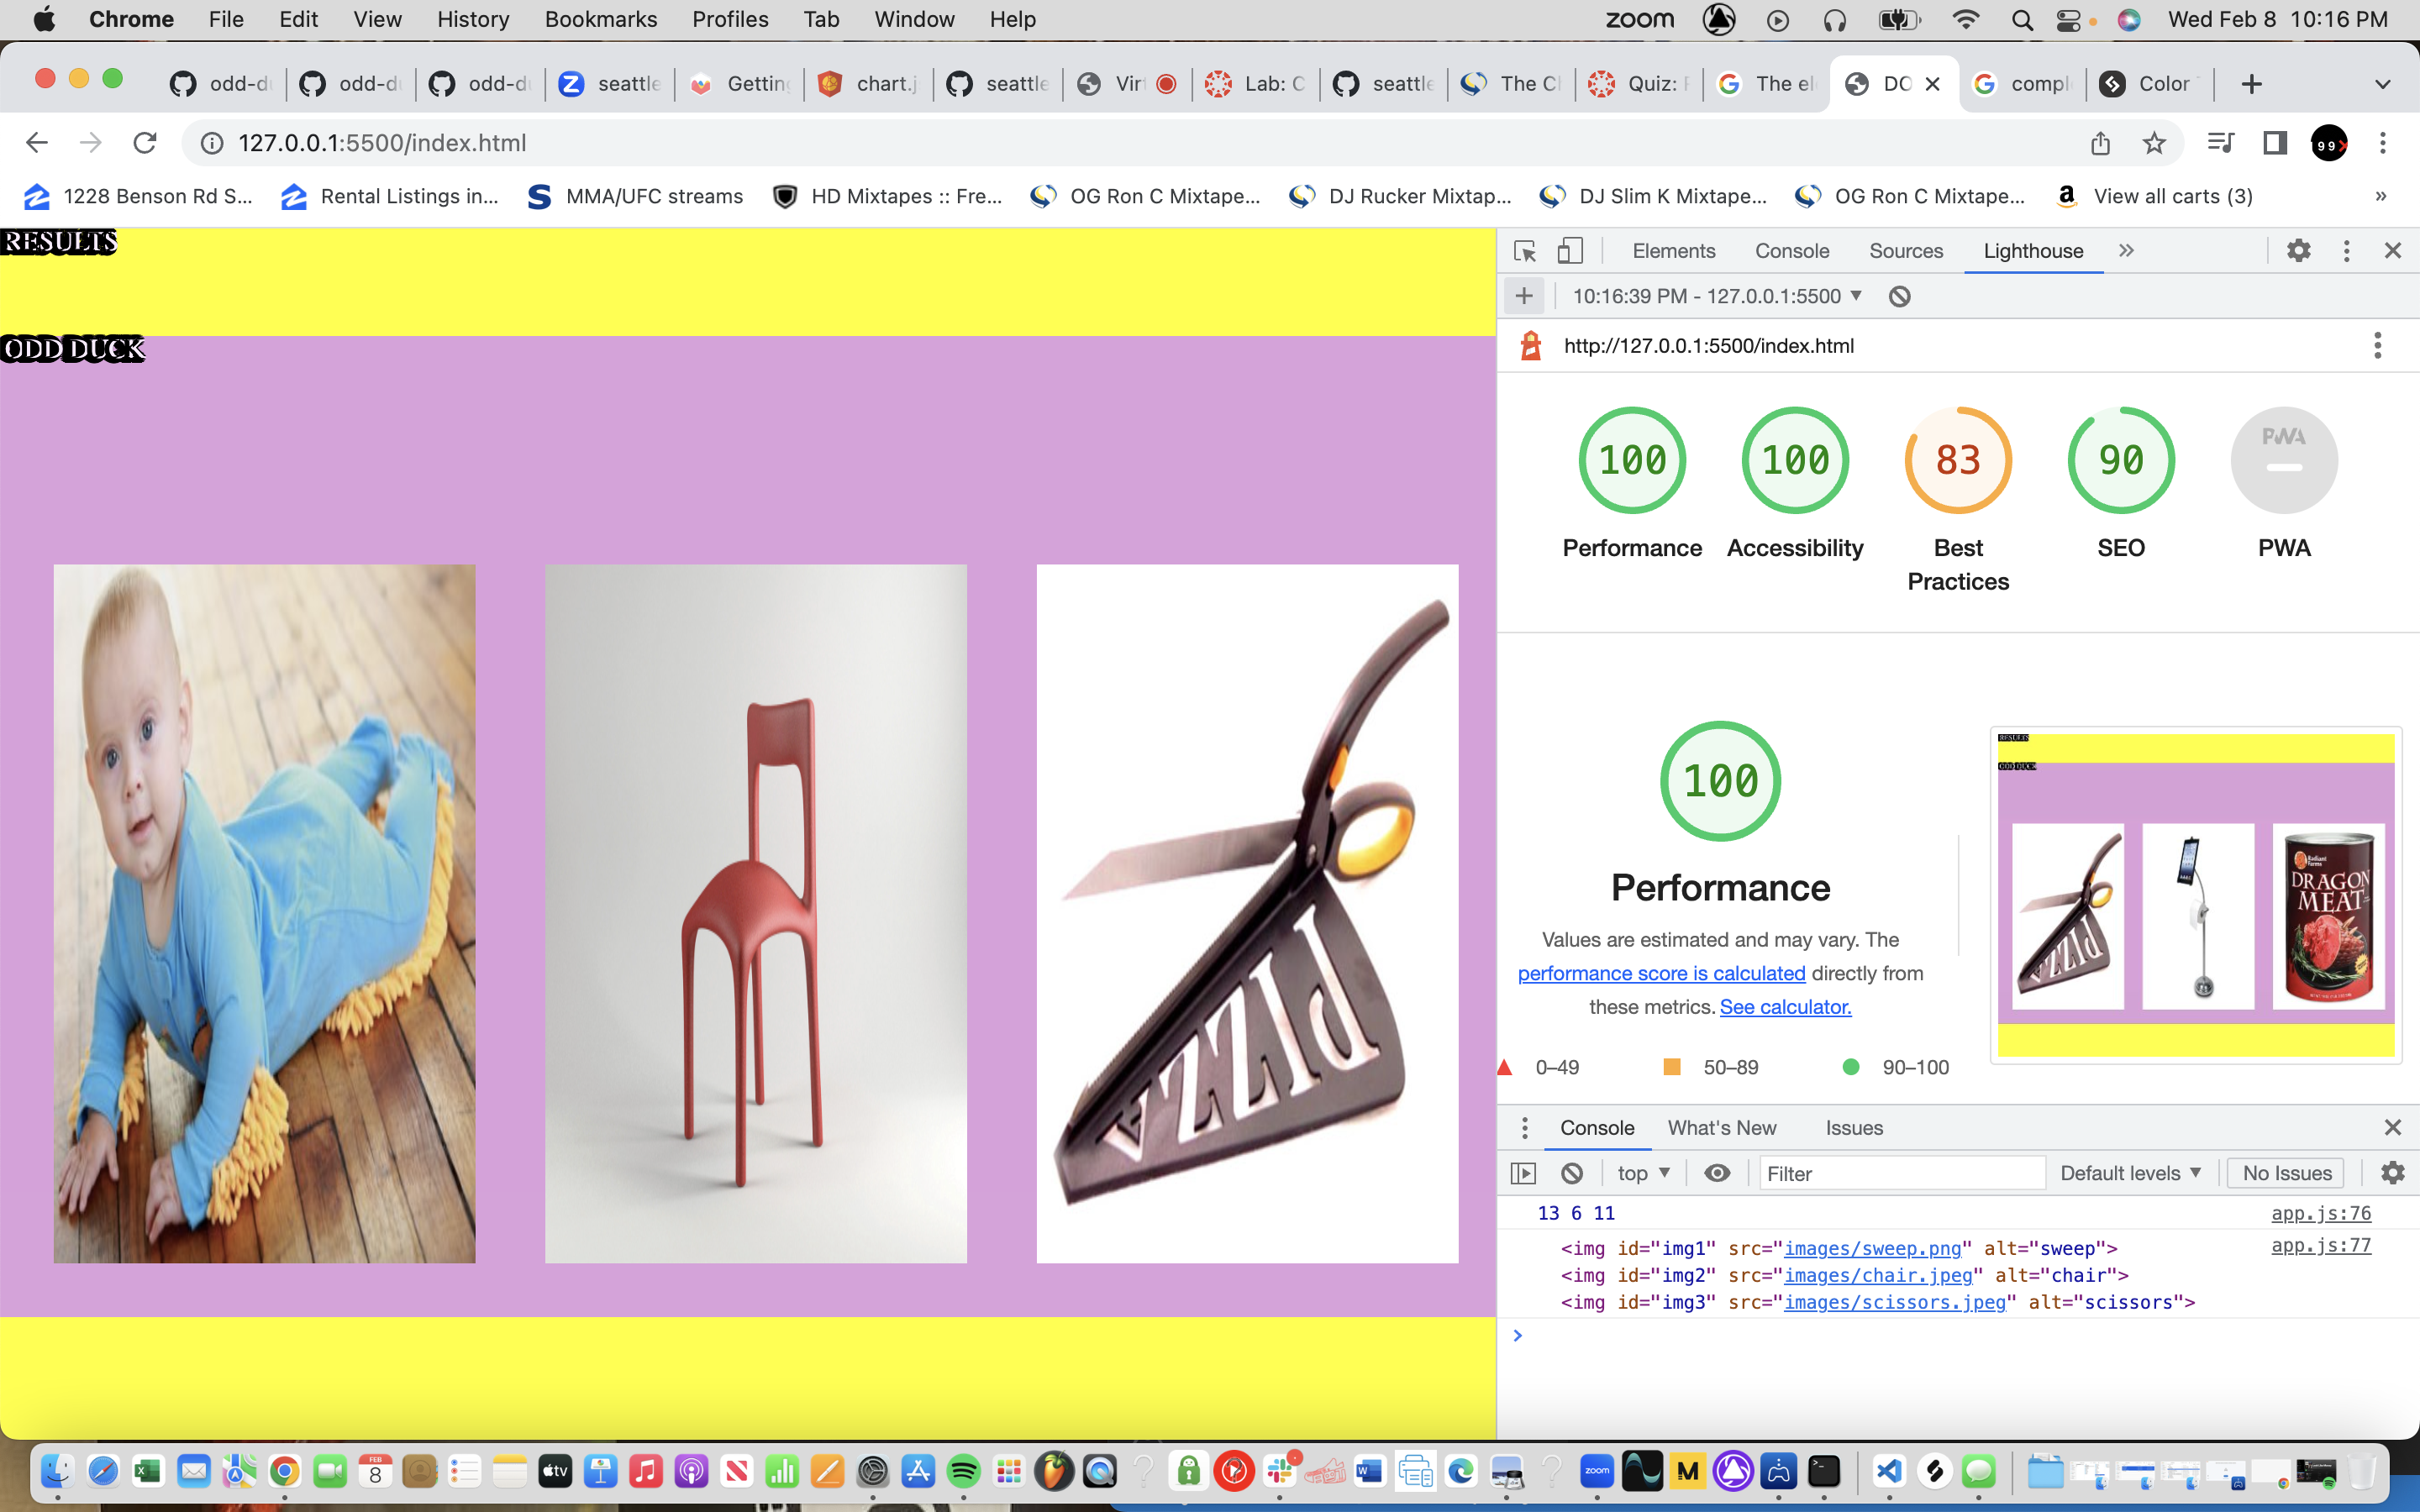 Chrome File Edit View History Bookmarks Profiles Tab Window Help zoom Wed Feb 8 10:16 PM
odd-d odd-d odd-d seattle Getting chart.j seattle Vir Lab: C seattle The C Quiz: The el DO compl Color
127.0.0.1:5500/index.html
1228 Benson Rd S... Rental Listings in... MMA/UFC streams HD Mixtapes :: Fre... OG Ron C Mixtape... DJ Rucker Mixtap... DJ Slim K Mixtape... OG Ron C Mixtape... View all carts (3) »
RESULTS
ODD DUCK
PIZZA
Elements Console Sources Lighthouse »
10:16:39 PM - 127.0.0.1:5500
http://127.0.0.1:5500/index.html
100 100 83 90 PWA
Performance Accessibility Best Practices SEO PWA
100
Performance
Values are estimated and may vary. The
performance score is calculated directly from
these metrics. See calculator.
0–49 50–89 90–100
RESULTS
ODD DUCK
PIZZA
Radiant Farms
DRAGON
MEAT
Console What's New Issues
top Filter Default levels No Issues
13 6 11 app.js:76
<img id="img1" src="images/sweep.png" alt="sweep"> app.js:77
<img id="img2" src="images/chair.jpeg" alt="chair">
<img id="img3" src="images/scissors.jpeg" alt="scissors">
FEB
8
tv
zoom